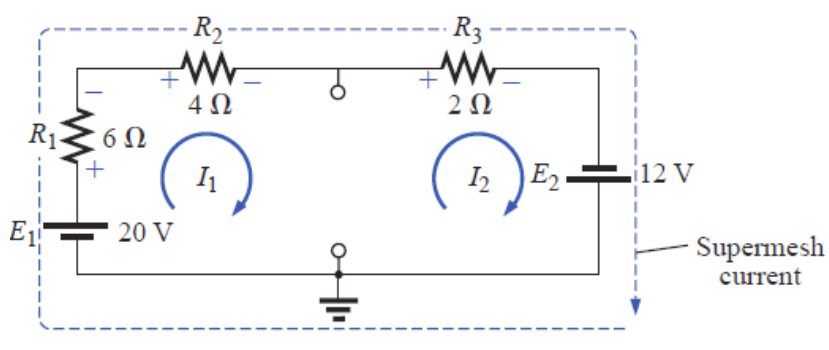 R2
R3
+ − + −
− 4 Ω 2 Ω
R1 6 Ω
+
I1 I2 E2 12 V
E1 20 V
Supermesh
current